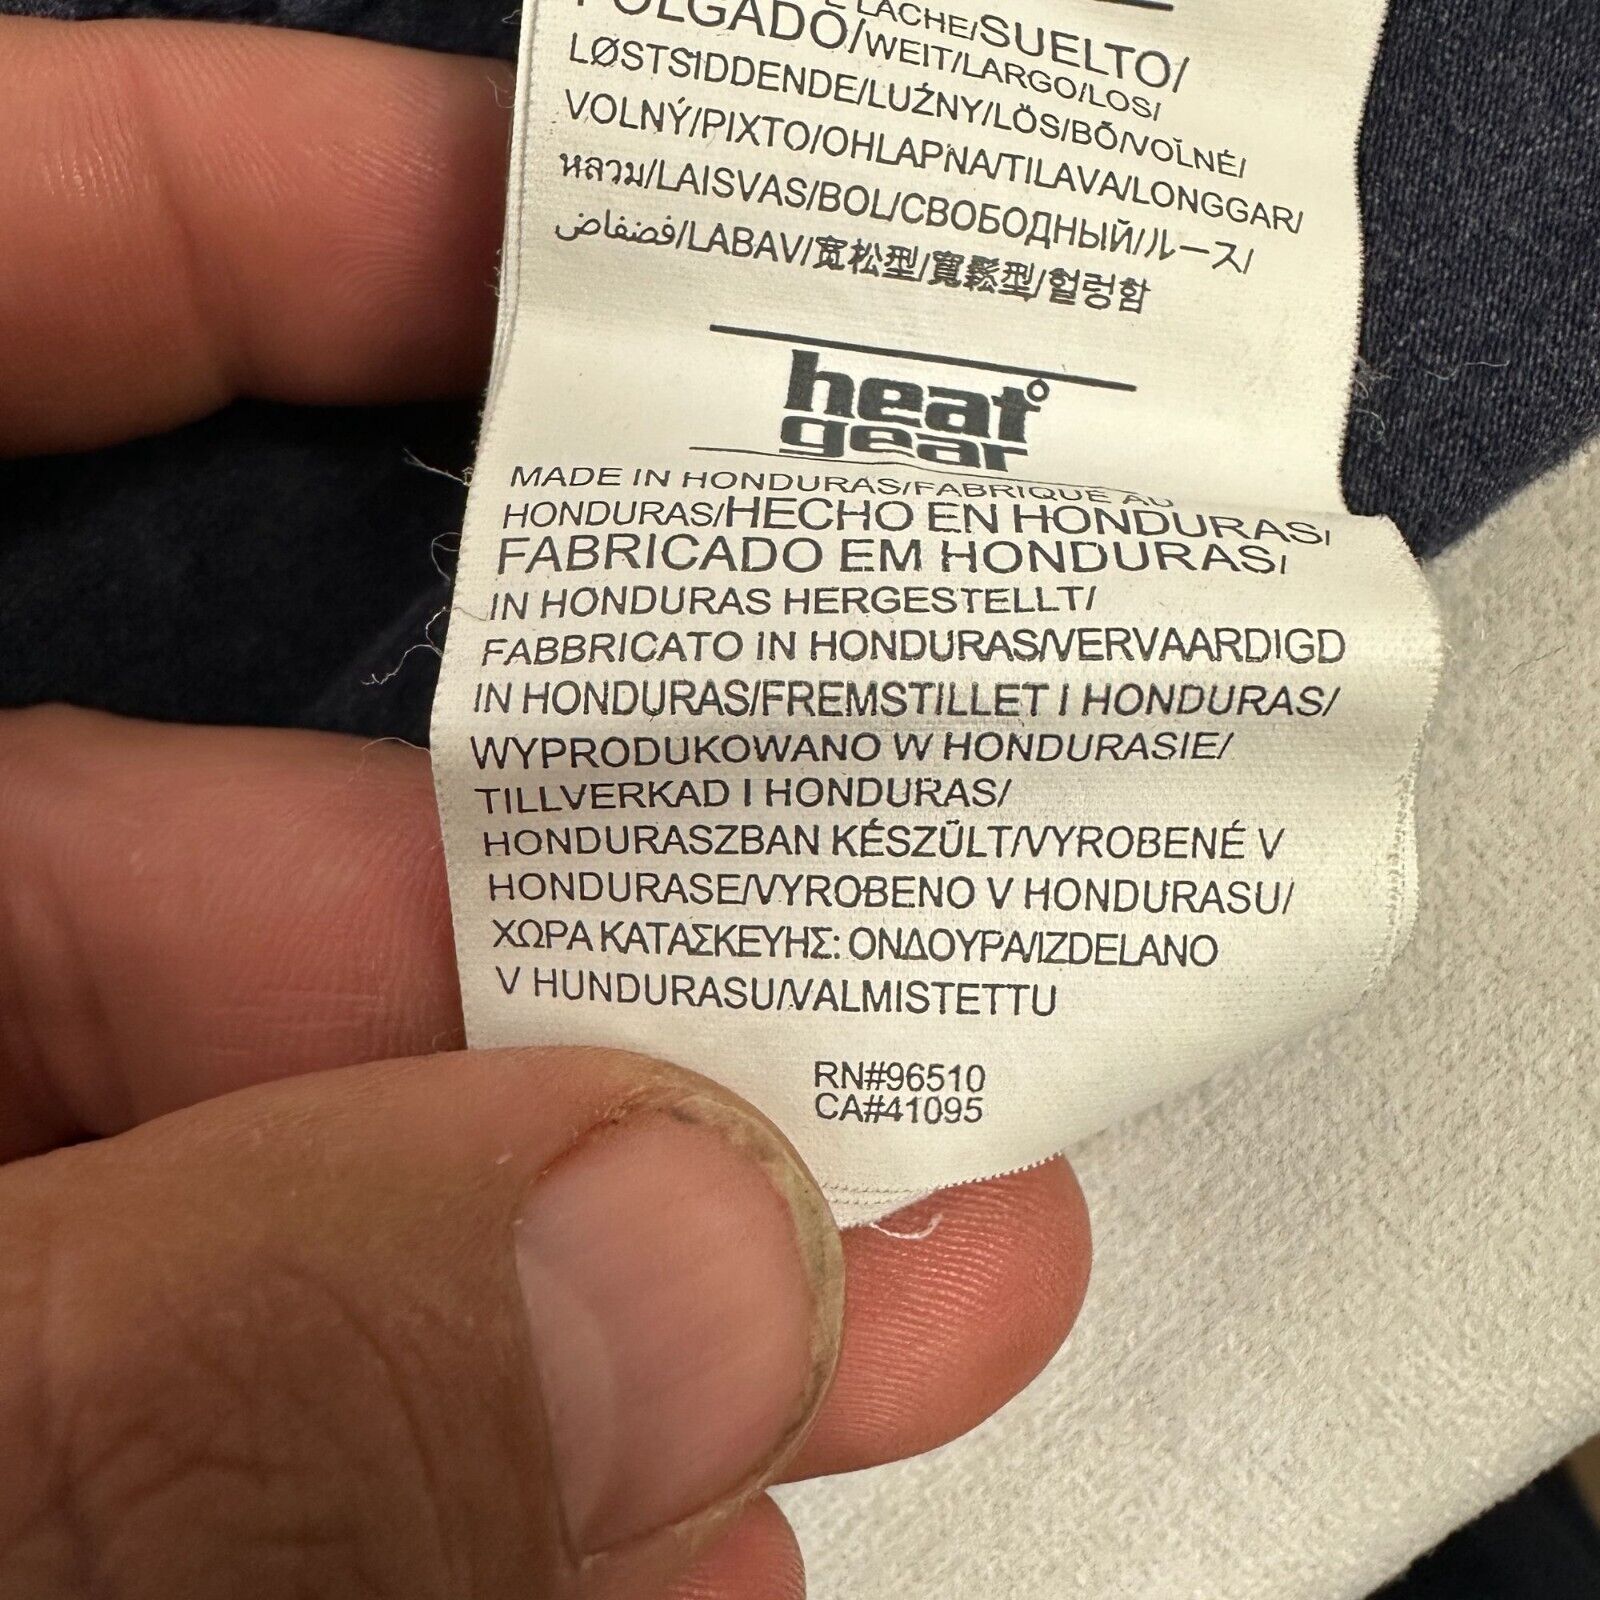 LACHE/SUELTO/
FOLGADO/WEIT/LARGO/LOS/
LØSTSIDDENDE/LUŹNY/LÖS/BŐ/VOĹNÉ/
VOLNÝ/PIXTO/OHLAPNA/TILAVA/LONGGAR/
หลวม/LAISVAS/BOL/СВОБОДНЫЙ/ルース/
فضفاض/LABAV/宽松型/寬鬆型/헐렁함
heat°
gear
MADE IN HONDURAS/FABRIQUÉ AU
HONDURAS/HECHO EN HONDURAS/
FABRICADO EM HONDURAS/
IN HONDURAS HERGESTELLT/
FABBRICATO IN HONDURAS/VERVAARDIGD
IN HONDURAS/FREMSTILLET I HONDURAS/
WYPRODUKOWANO W HONDURASIE/
TILLVERKAD I HONDURAS/
HONDURASZBAN KÉSZÜLT/VYROBENÉ V
HONDURASE/VYROBENO V HONDURASU/
ΧΩΡΑ ΚΑΤΑΣΚΕΥΗΣ: ΟΝΔΟΥΡΑ/IZDELANO
V HUNDURASU/VALMISTETTU
RN#96510
CA#41095